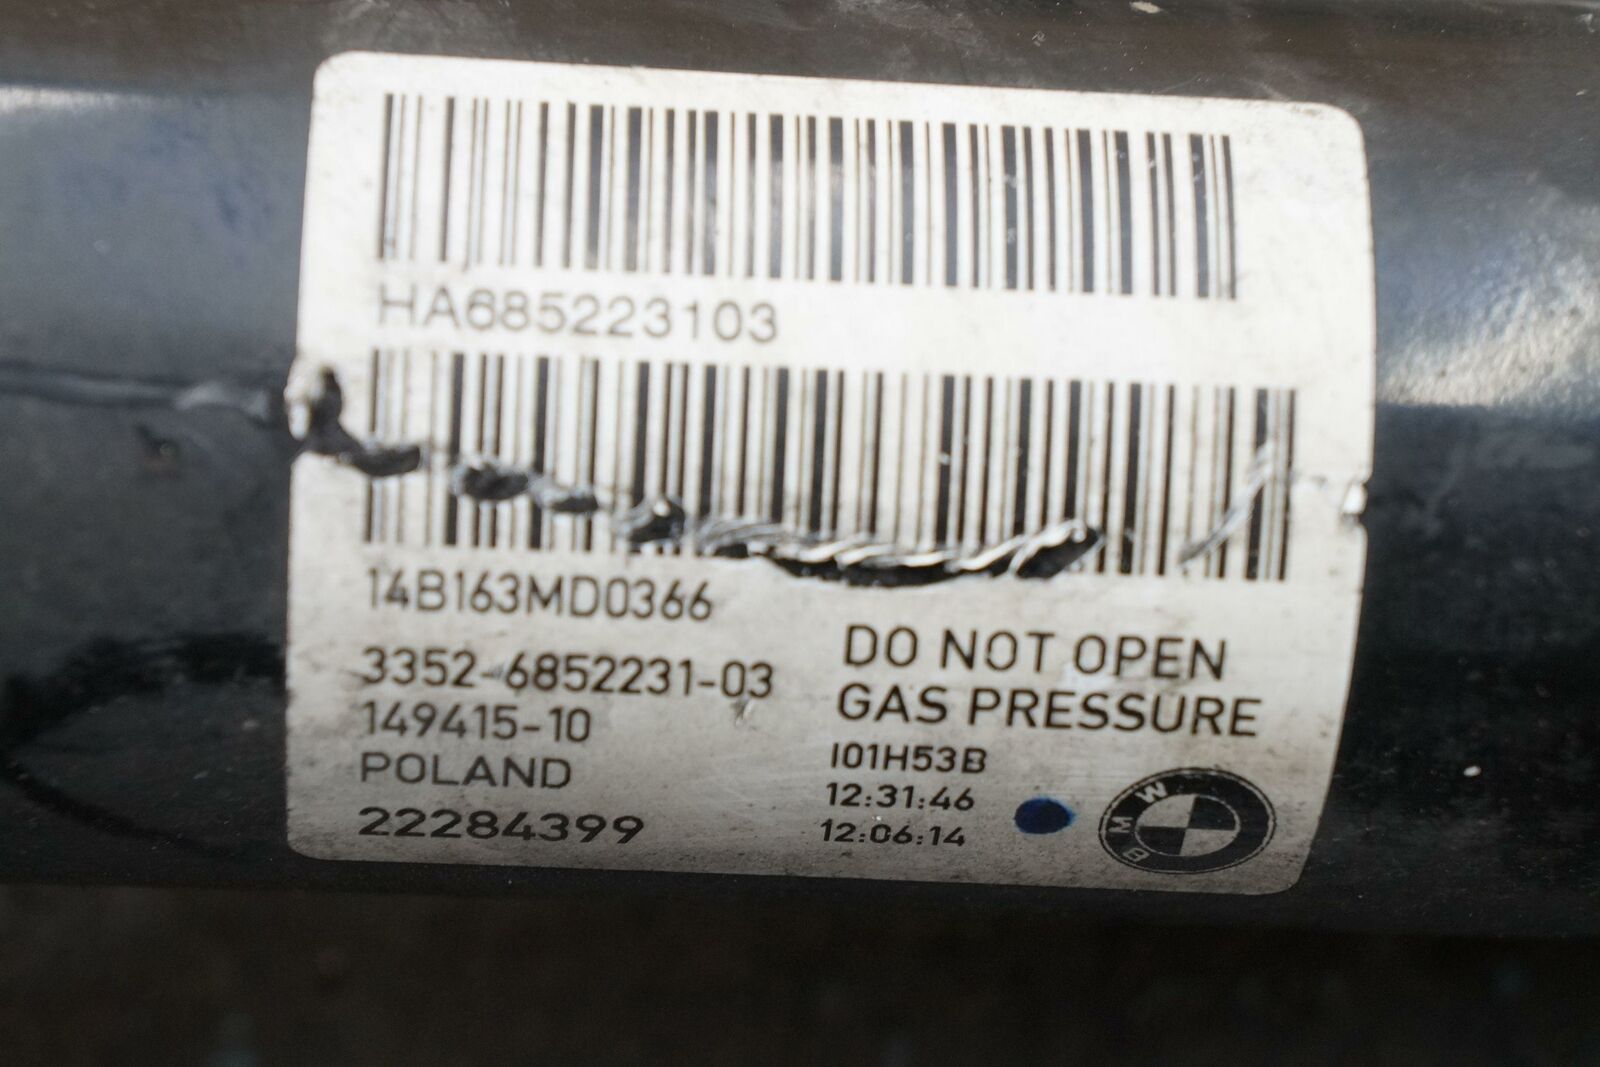 HA685223103
14B163MD0366
3352-6852231-03
149415-10
POLAND
22284399
DO NOT OPEN
GAS PRESSURE
I01H53B
12:31:46
12:06:14
BMW